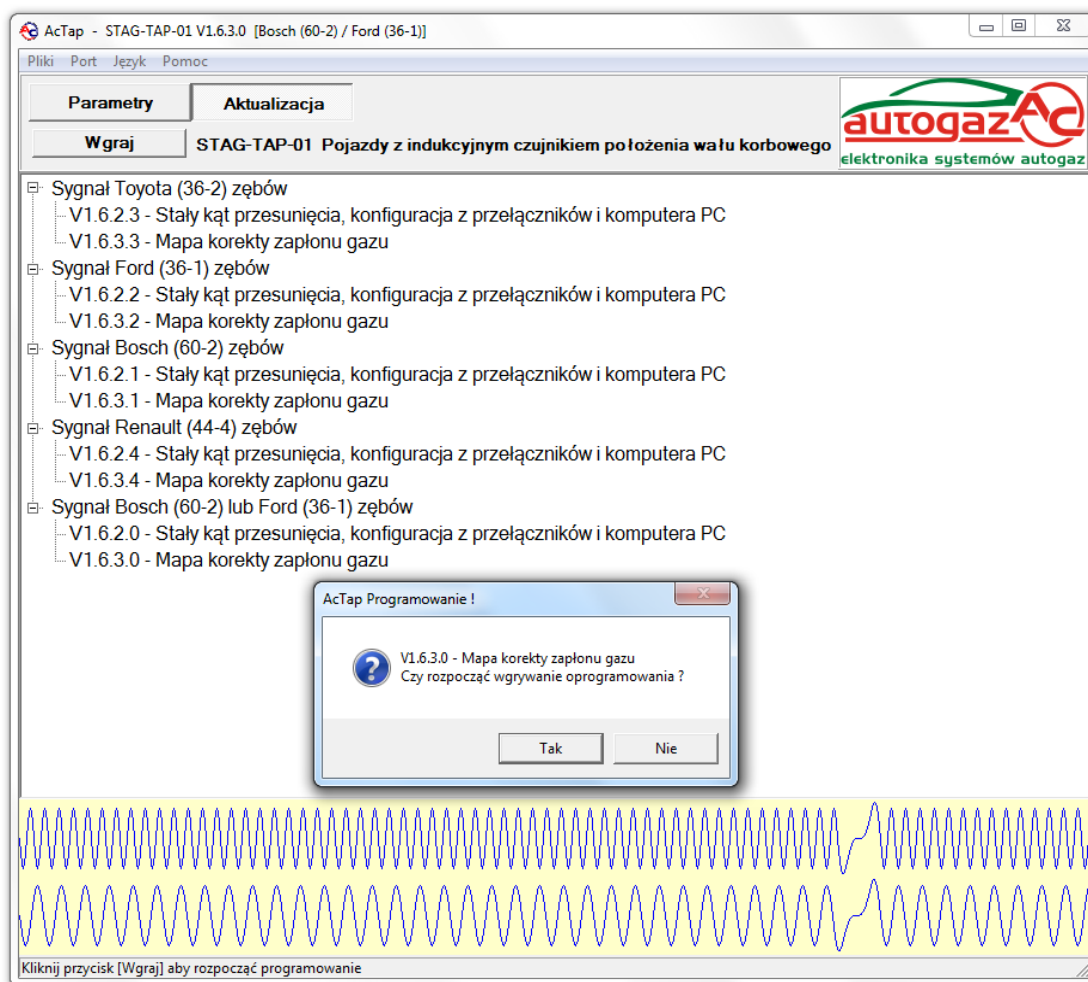 AcTap - STAG-TAP-01 V1.6.3.0 [Bosch (60-2) / Ford (36-1)]
Pliki Port Język Pomoc
Parametry Aktualizacja
Wgraj STAG-TAP-01 Pojazdy z indukcyjnym czujnikiem położenia wału korbowego
autogaz AC
elektronika systemów autogaz
Sygnał Toyota (36-2) zębów
V1.6.2.3 - Stały kąt przesunięcia, konfiguracja z przełączników i komputera PC
V1.6.3.3 - Mapa korekty zapłonu gazu
Sygnał Ford (36-1) zębów
V1.6.2.2 - Stały kąt przesunięcia, konfiguracja z przełączników i komputera PC
V1.6.3.2 - Mapa korekty zapłonu gazu
Sygnał Bosch (60-2) zębów
V1.6.2.1 - Stały kąt przesunięcia, konfiguracja z przełączników i komputera PC
V1.6.3.1 - Mapa korekty zapłonu gazu
Sygnał Renault (44-4) zębów
V1.6.2.4 - Stały kąt przesunięcia, konfiguracja z przełączników i komputera PC
V1.6.3.4 - Mapa korekty zapłonu gazu
Sygnał Bosch (60-2) lub Ford (36-1) zębów
V1.6.2.0 - Stały kąt przesunięcia, konfiguracja z przełączników i komputera PC
V1.6.3.0 - Mapa korekty zapłonu gazu
AcTap Programowanie !
V1.6.3.0 - Mapa korekty zapłonu gazu
Czy rozpocząć wgrywanie oprogramowania ?
Tak Nie
Kliknij przycisk [Wgraj] aby rozpocząć programowanie